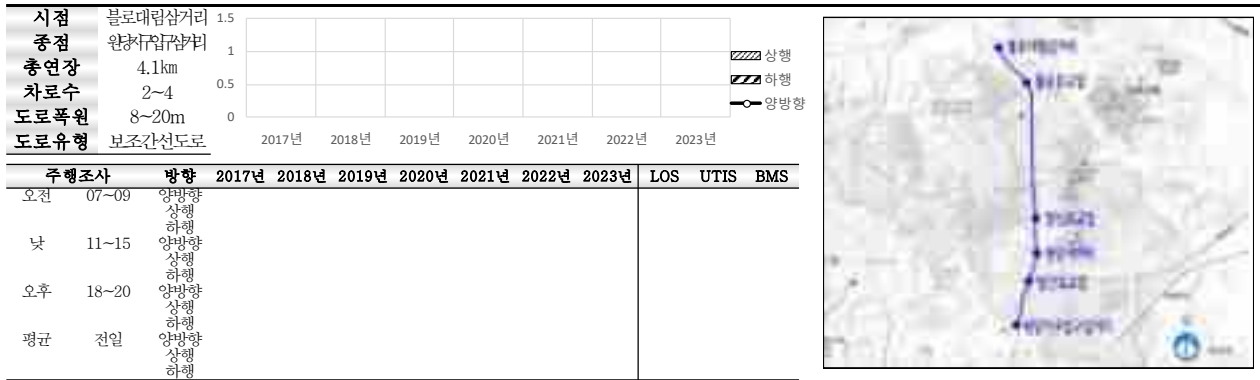 시점 블로대림삼거리
종점 원당지구입구삼거리
총연장 4.1km
차로수 2~4
도로폭원 8~20m
도로유형 보조간선도로
1.5
1
0.5
0
2017년 2018년 2019년 2020년 2021년 2022년 2023년
상행
하행
양방향
주행조사 방향 2017년 2018년 2019년 2020년 2021년 2022년 2023년 LOS UTIS BMS
오전 07~09 양방향
상행
하행
낮 11~15 양방향
상행
하행
오후 18~20 양방향
상행
하행
평균 전일 양방향
상행
하행